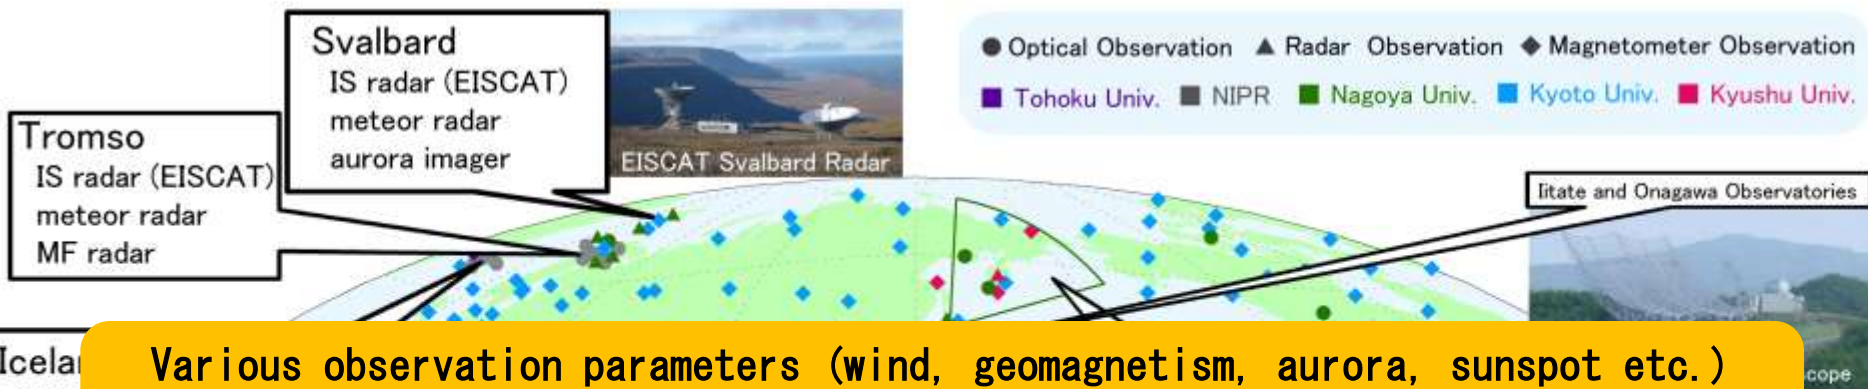 Svalbard
IS radar (EISCAT)
meteor radar
aurora imager
EISCAT Svalbard Radar
Optical Observation Radar Observation Magnetometer Observation
Tohoku Univ. NIPR Nagoya Univ. Kyoto Univ. Kyushu Univ.
Tromso
IS radar (EISCAT)
meteor radar
MF radar
Iitate and Onagawa Observatories
Various observation parameters (wind, geomagnetism, aurora, sunspot etc.)